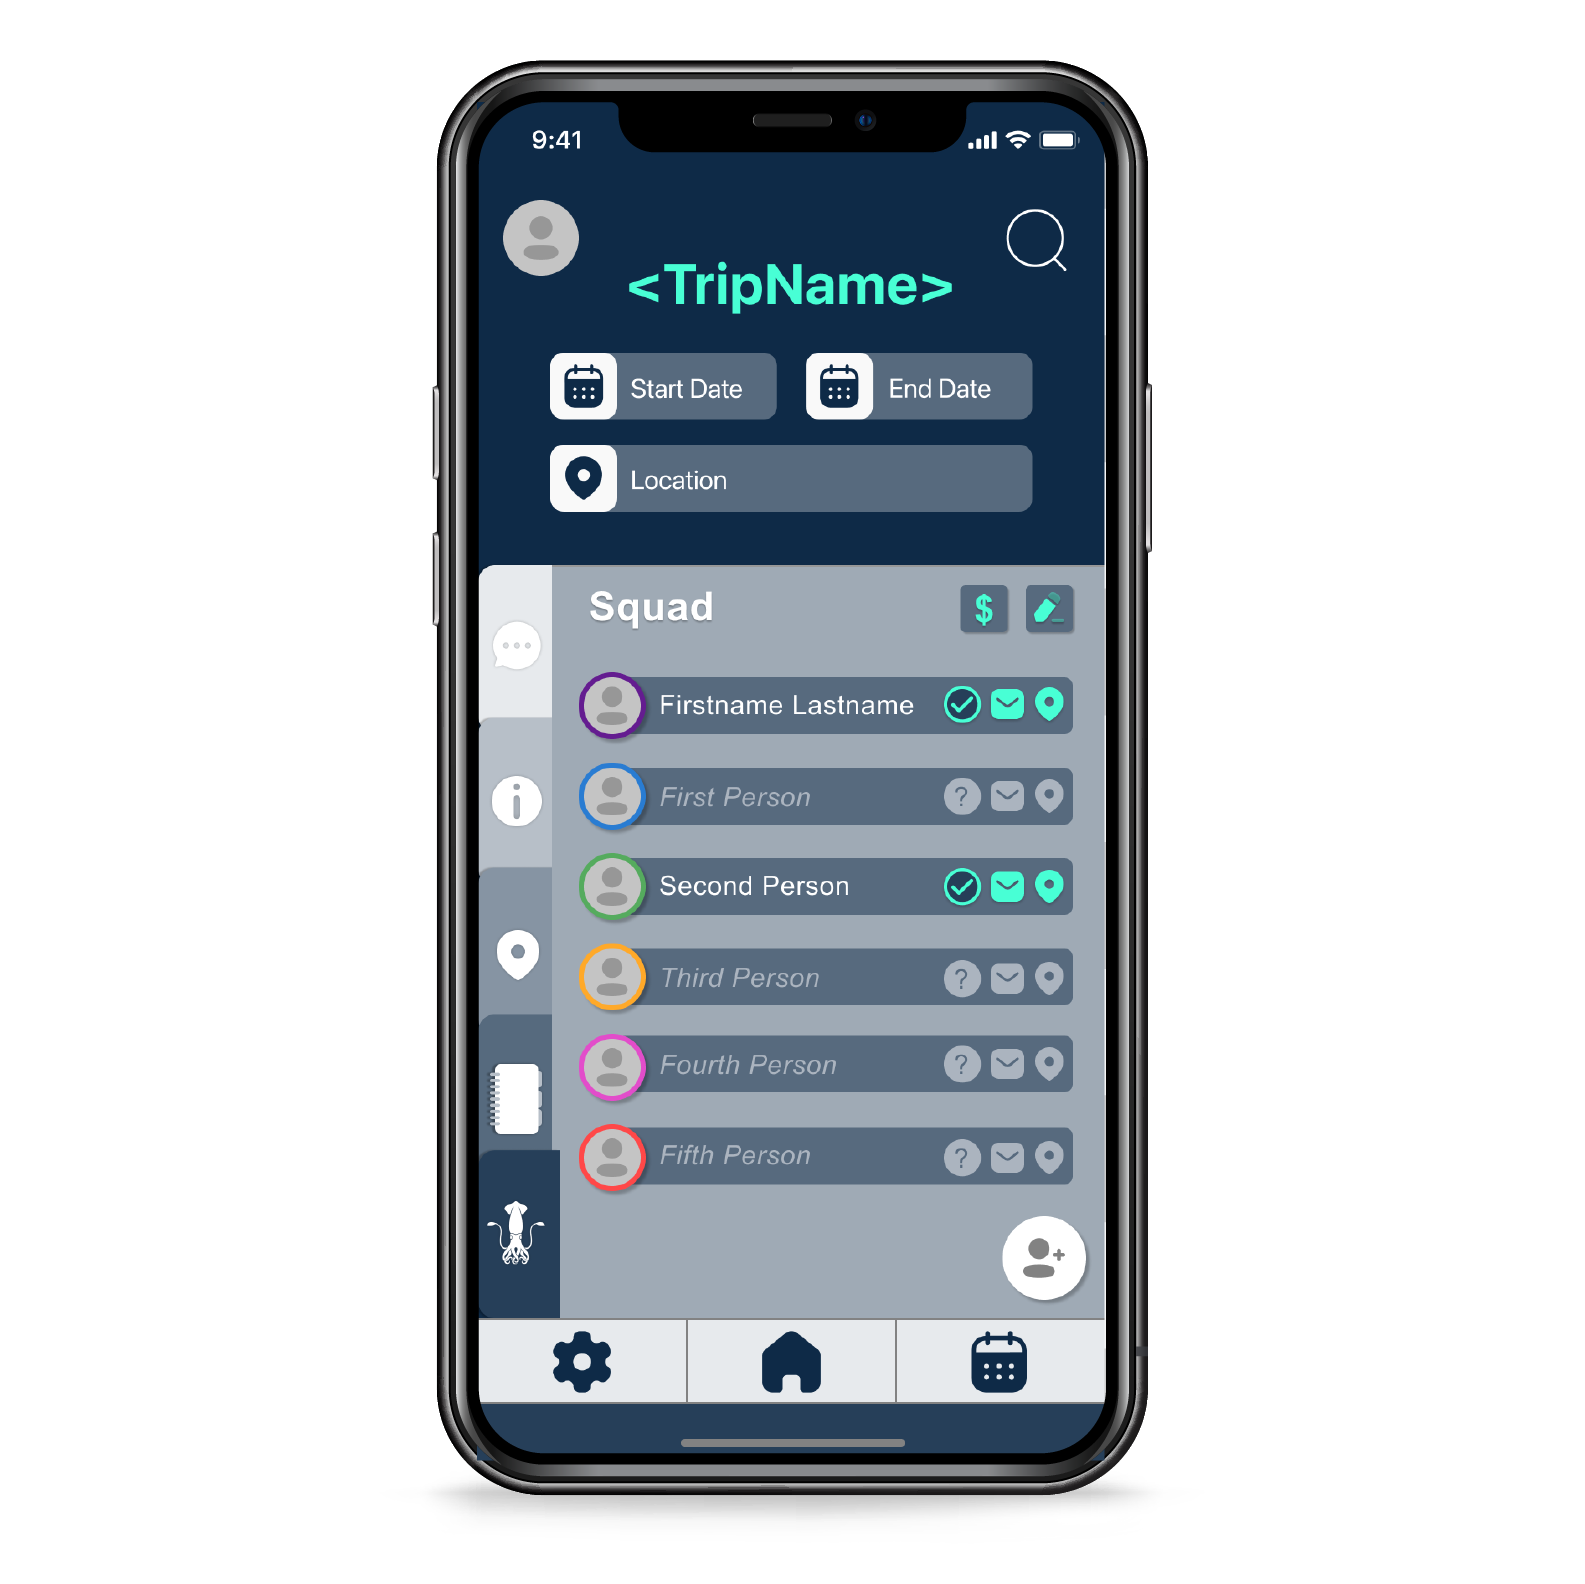 9:41
<TripName>
Start Date
End Date
Location
Squad
$
Firstname Lastname
First Person
?
Second Person
Third Person
?
Fourth Person
?
Fifth Person
?